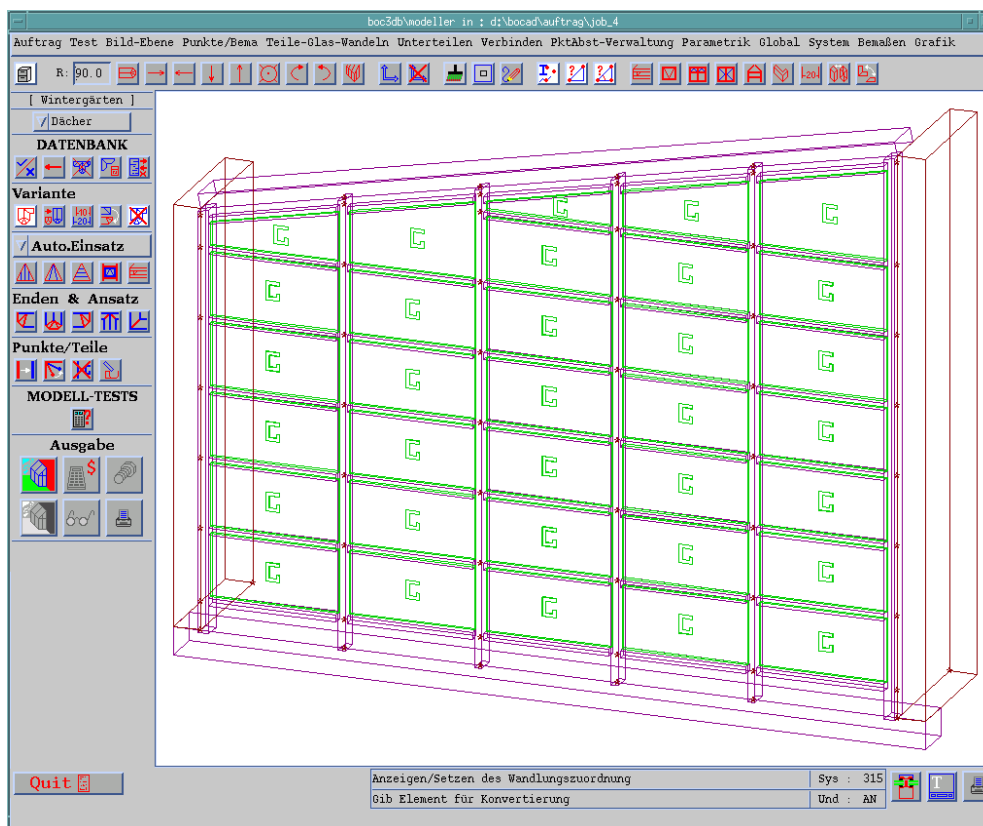 boc3db\modeller in : d:\bocad\auftrag\job_4
Auftrag Test Bild-Ebene Punkte/Bema Teile-Glas-Wandeln Unterteilen Verbinden PktAbst-Verwaltung Parametrik Global System Bemaßen Grafik
R: 90.0
[ Wintergärten ]
/ Dächer
DATENBANK
Variante
/ Auto.Einsatz
Enden & Ansatz
Punkte/Teile
MODELL-TESTS
Ausgabe
Quit
Anzeigen/Setzen des Wandlungszuordnung
Sys : 315
Gib Element für Konvertierung
Und : AN